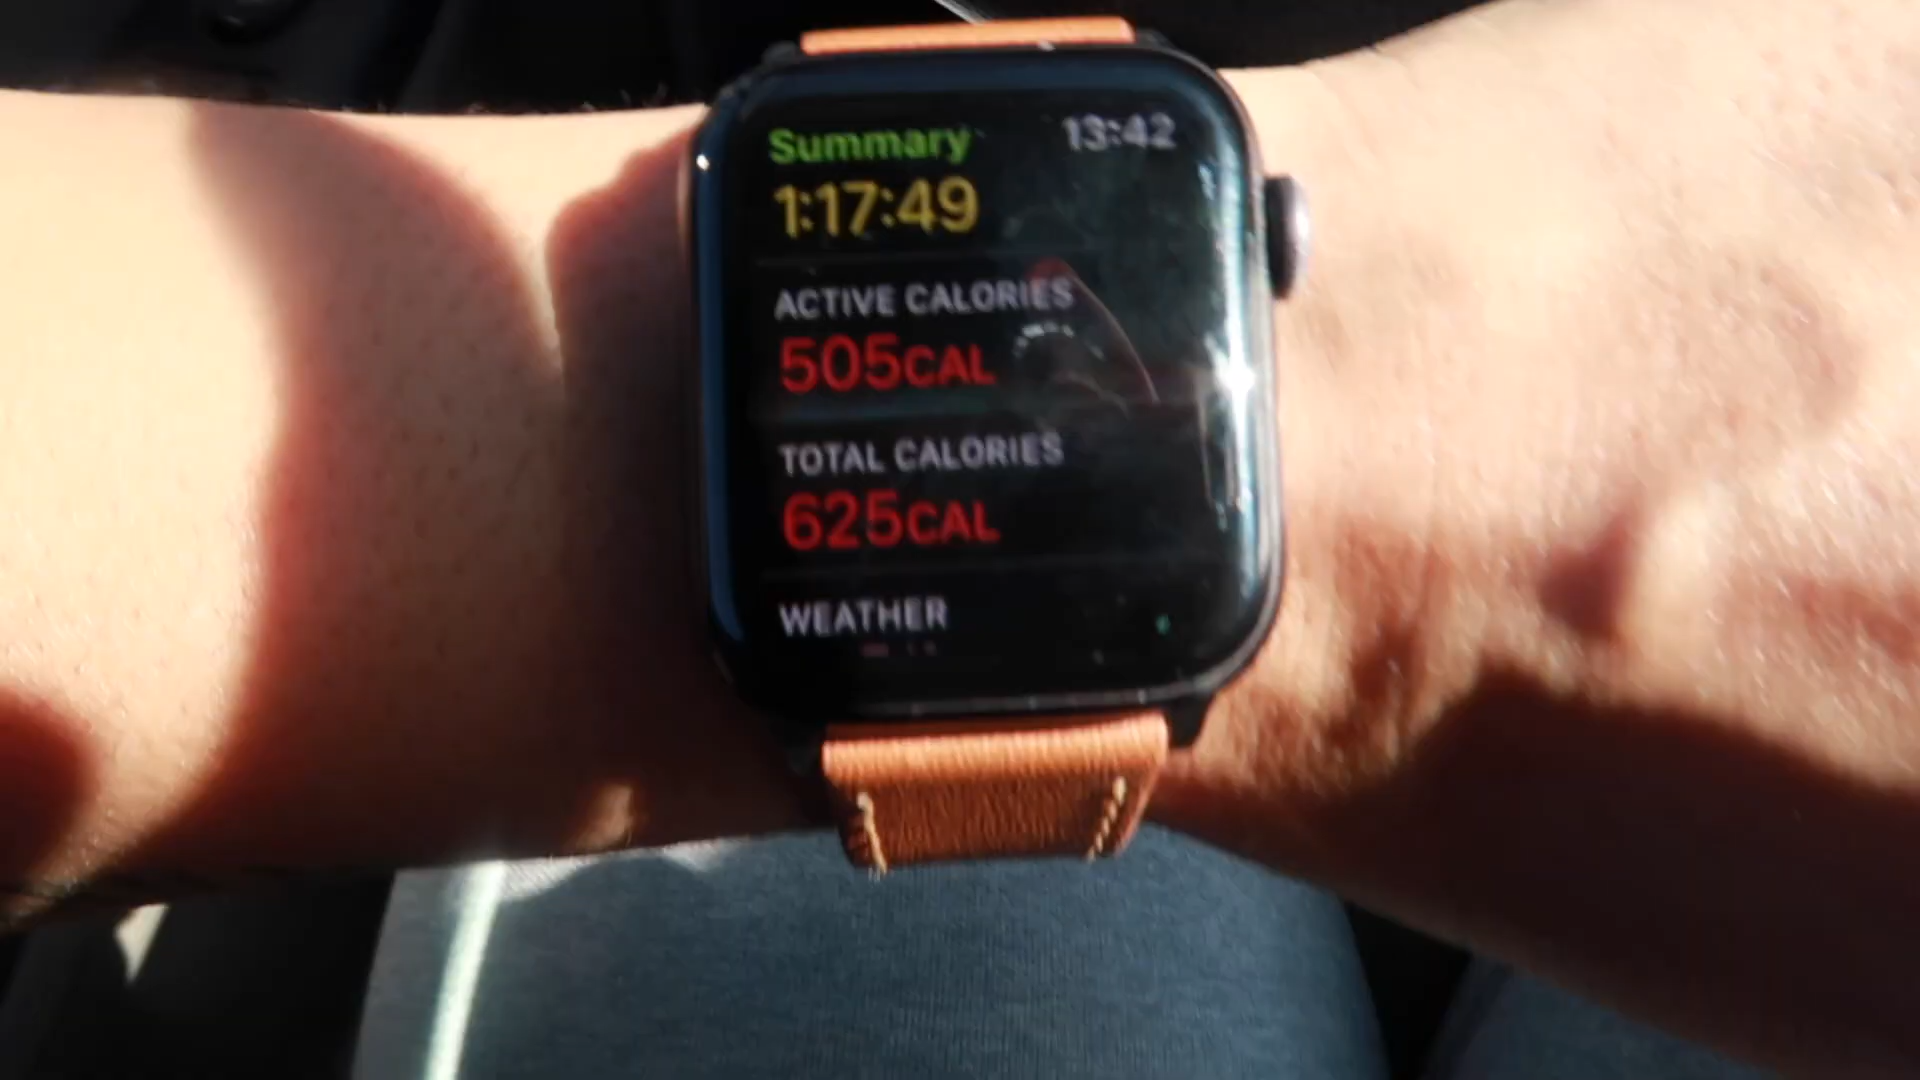 Summary 13:42
1:17:49
ACTIVE CALORIES
505CAL
TOTAL CALORIES
625CAL
WEATHER